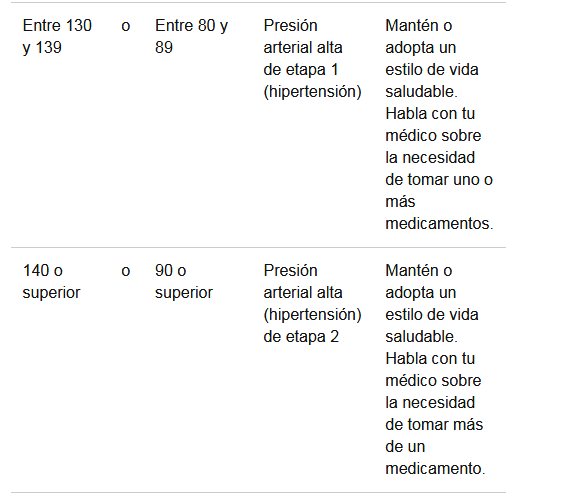 Entre 130 o Entre 80 y Presión Mantén o
y 139 89 arterial alta adopta un
de etapa 1 estilo de vida
(hipertensión) saludable.
Habla con tu
médico sobre
la necesidad
de tomar uno o
más
medicamentos.
140 o o 90 o Presión Mantén o
superior superior arterial alta adopta un
(hipertensión) estilo de vida
de etapa 2 saludable.
Habla con tu
médico sobre
la necesidad
de tomar más
de un
medicamento.